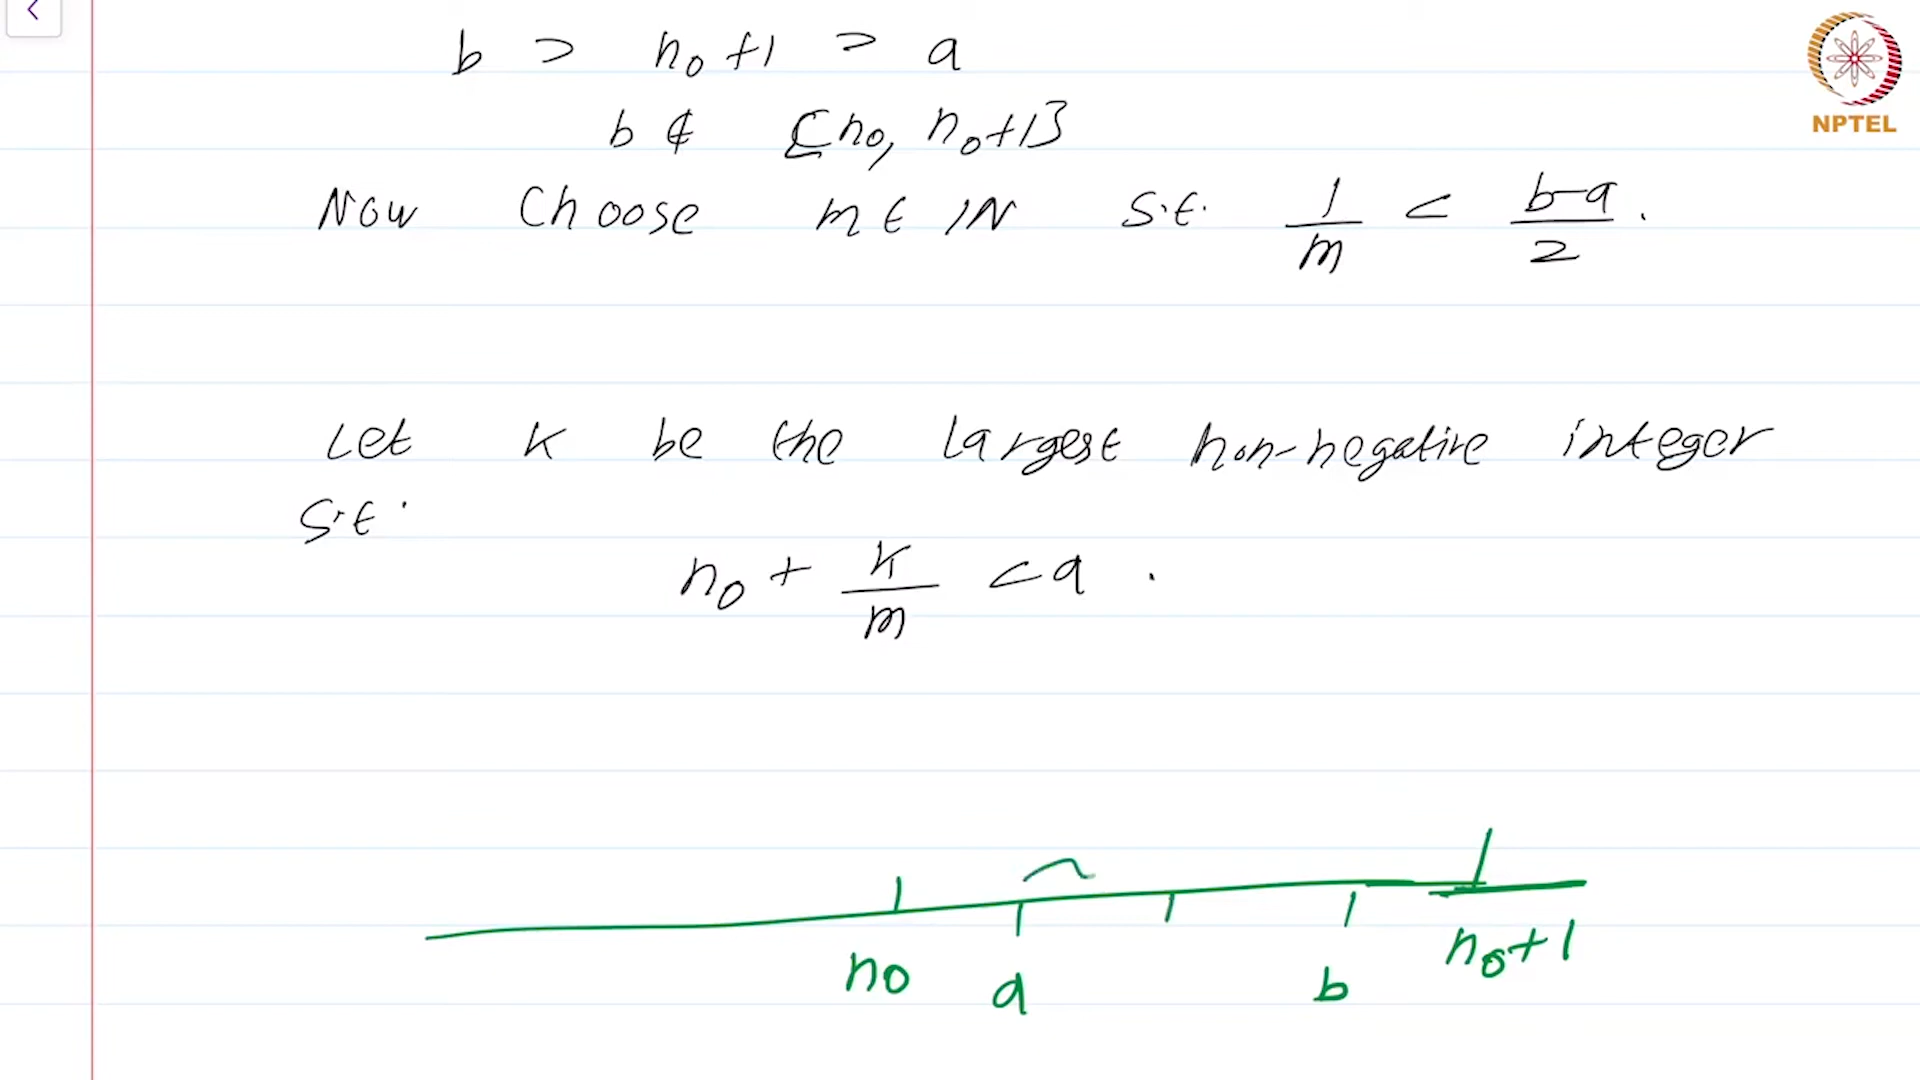 b > n₀+1 > a
NPTEL
b ∉ [n₀, n₀+1]
Now Choose m ∈ ℕ s.t. 1/m < (b-a)/2.
Let k be the largest non-negative integer
s.t.
n₀ + k/m < a.
n₀ a b n₀+1